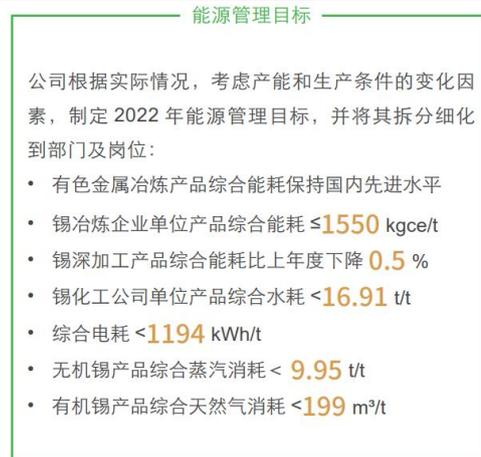 能源管理目标
公司根据实际情况，考虑产能和生产条件的变化因
素，制定 2022 年能源管理目标，并将其拆分细化
到部门及岗位：
• 有色金属冶炼产品综合能耗保持国内先进水平
• 锡冶炼企业单位产品综合能耗 ≤1550 kgce/t
• 锡深加工产品综合能耗比上年度下降 0.5 %
• 锡化工公司单位产品综合水耗 <16.91 t/t
• 综合电耗 <1194 kWh/t
• 无机锡产品综合蒸汽消耗＜ 9.95 t/t
• 有机锡产品综合天然气消耗 <199 m³/t